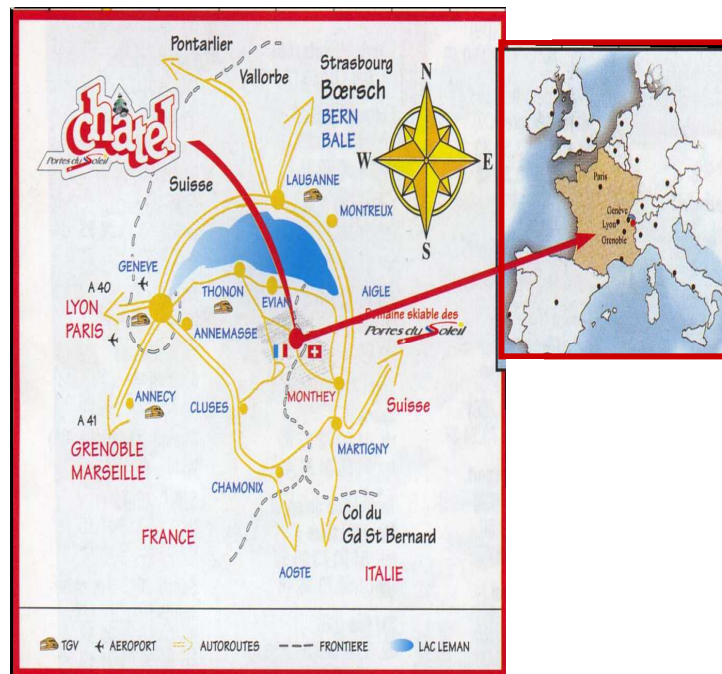 Pontarlier
Vallorbe
Strasbourg
Bœrsch
BERN
BALE
N
W
E
S
chatel
Portes du Soleil
Suisse
LAUSANNE
MONTREUX
GENEVE
A 40
LYON
PARIS
THONON
EVIAN
AIGLE
ANNEMASSE
Domaine skiable des
Portes du Soleil
ANNECY
A 41
CLUSES
MONTHEY
Suisse
GRENOBLE
MARSEILLE
MARTIGNY
CHAMONIX
Col du
Gd St Bernard
FRANCE
AOSTE
ITALIE
TGV
AEROPORT
AUTOROUTES
FRONTIERE
LAC LEMAN
Paris
Genève
Lyon
Grenoble